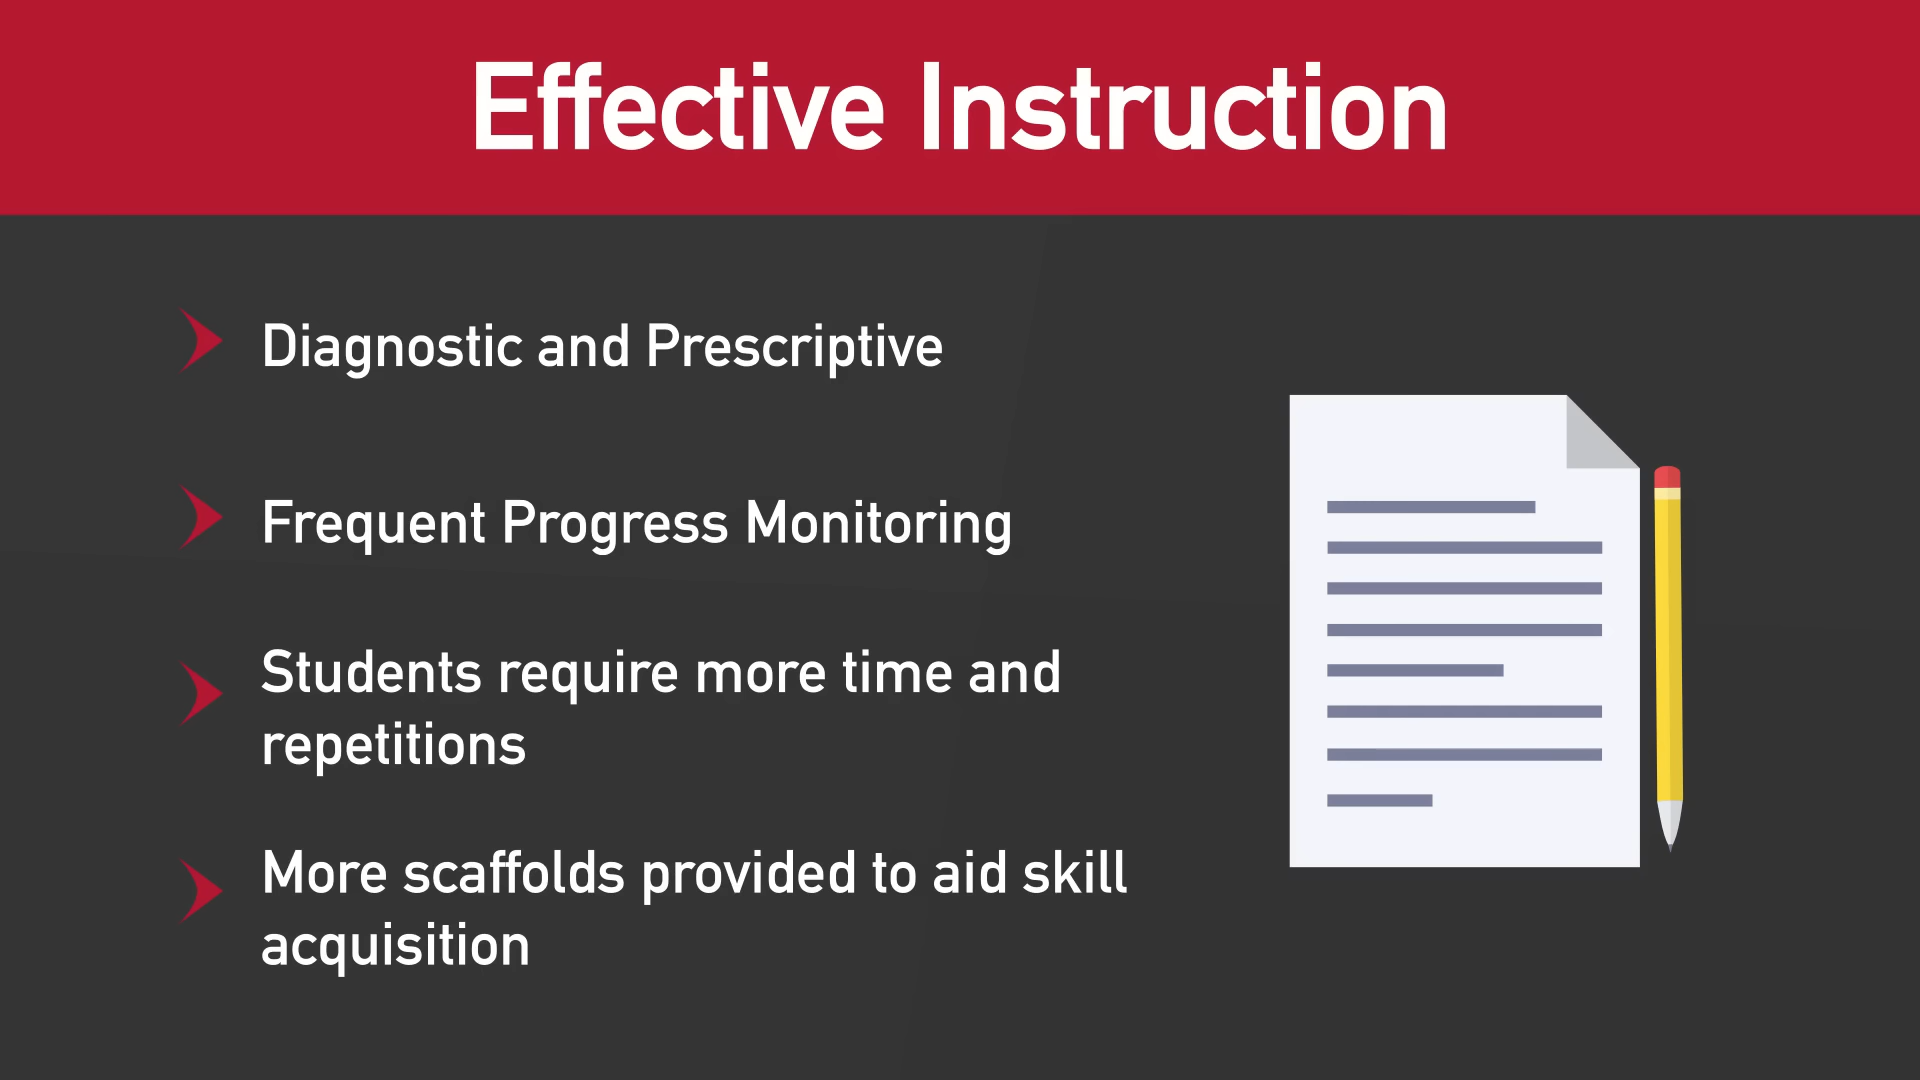 Effective Instruction
Diagnostic and Prescriptive
Frequent Progress Monitoring
Students require more time and
repetitions
More scaffolds provided to aid skill
acquisition